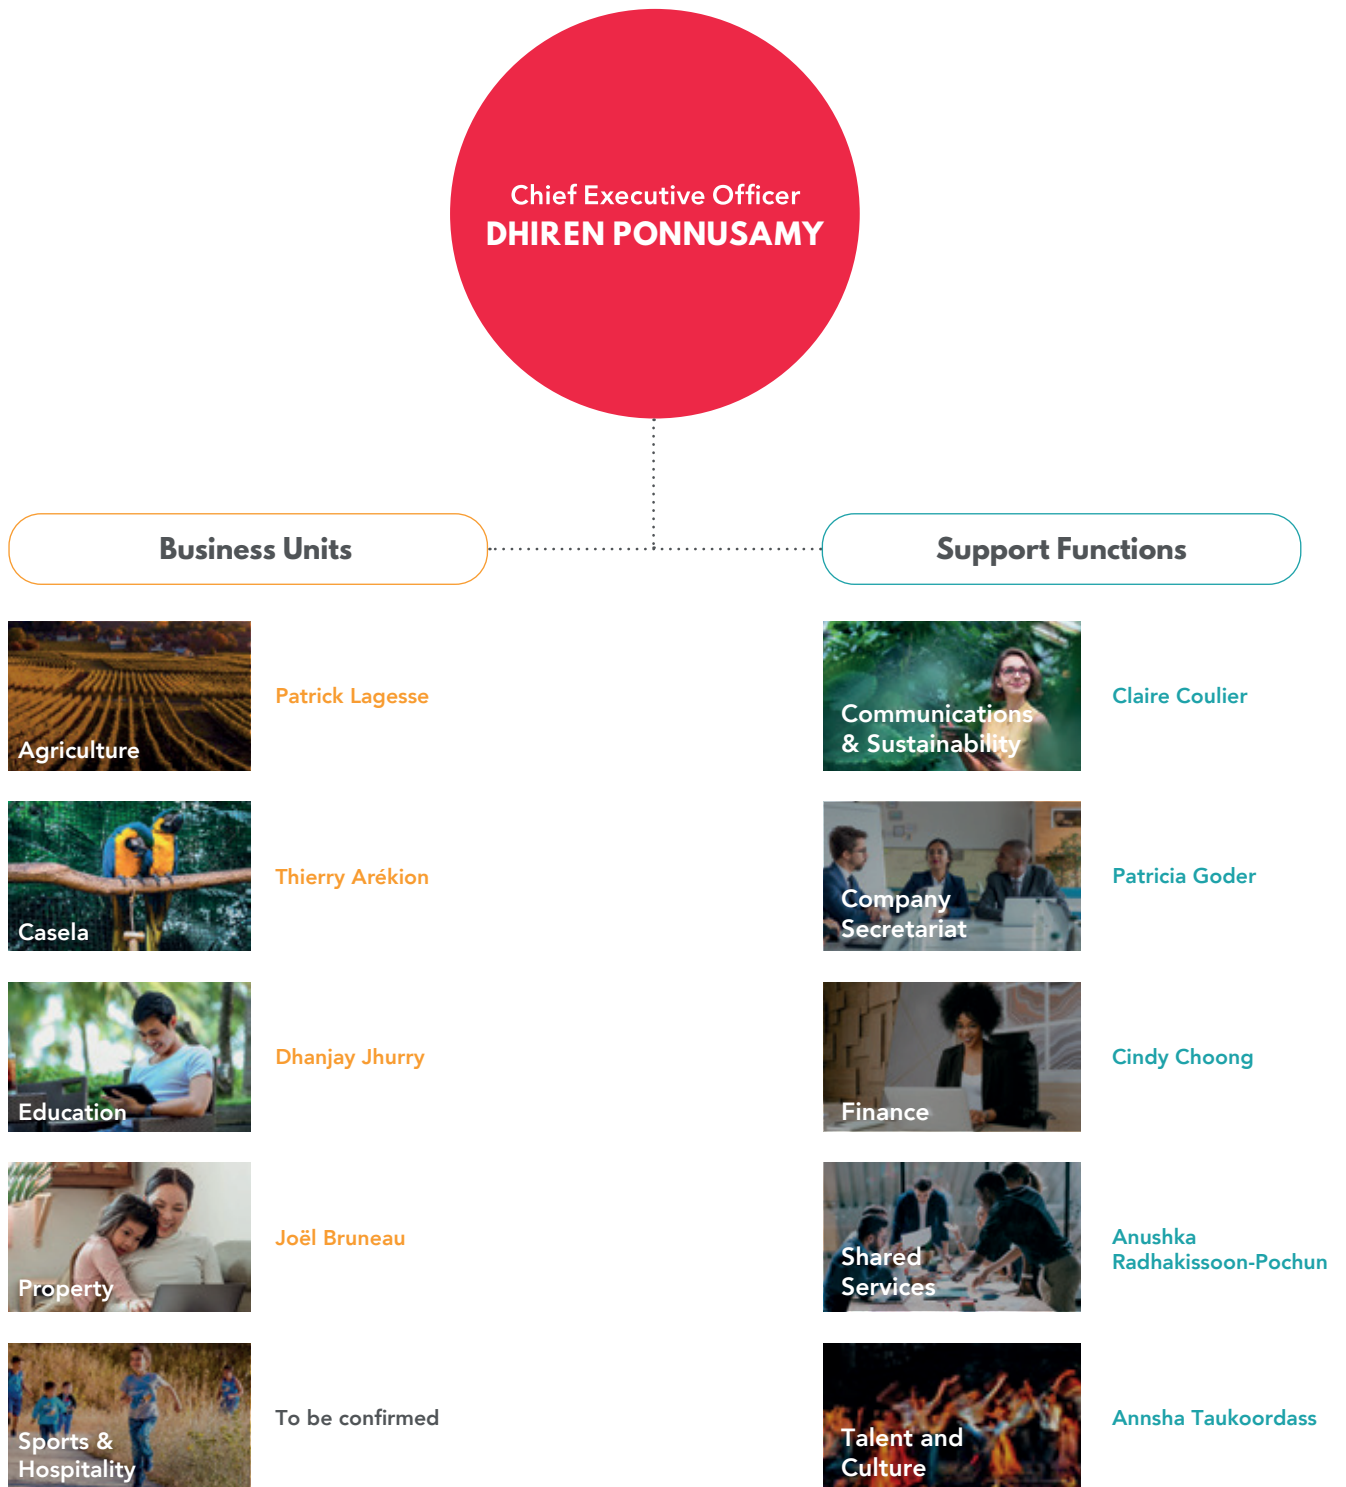 Chief Executive Officer
DHIREN PONNUSAMY
Business Units
Agriculture
Patrick Lagesse
Casela
Thierry Arékion
Education
Dhanjay Jhurry
Property
Joël Bruneau
Sports &
Hospitality
To be confirmed
Support Functions
Communications
& Sustainability
Claire Coulier
Company
Secretariat
Patricia Goder
Finance
Cindy Choong
Shared
Services
Anushka
Radhakissoon-Pochun
Talent and
Culture
Annsha Taukoordass